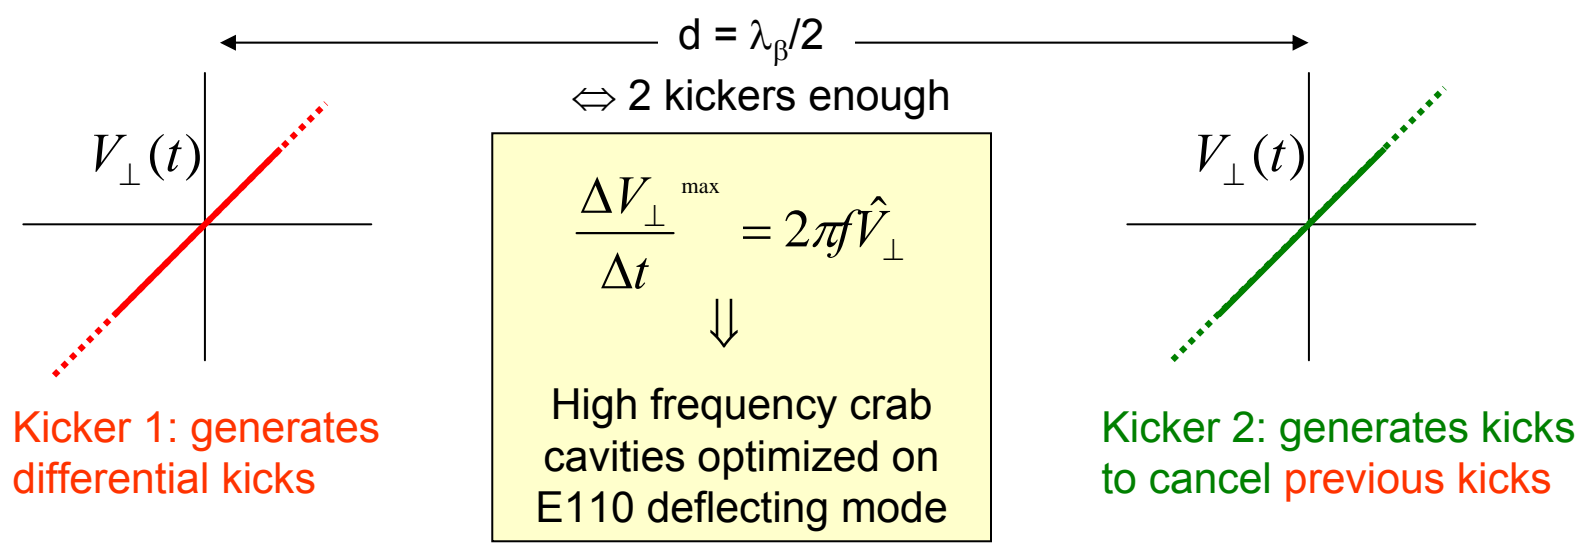 d = λβ/2
⇔ 2 kickers enough
V⊥(t)
ΔV⊥ max / Δt = 2πfV̂⊥
⇓
High frequency crab
cavities optimized on
E110 deflecting mode
V⊥(t)
Kicker 1: generates
differential kicks
Kicker 2: generates kicks
to cancel previous kicks